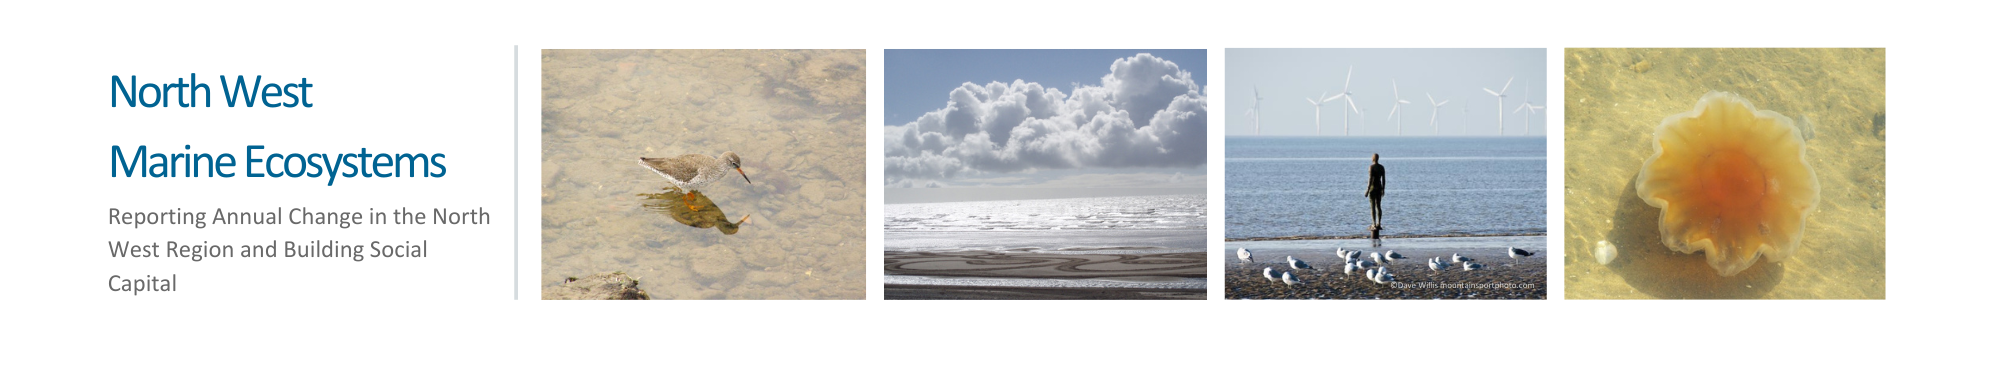 North West
Marine Ecosystems
Reporting Annual Change in the North
West Region and Building Social
Capital
©Dave Willis mountainsportphoto.com